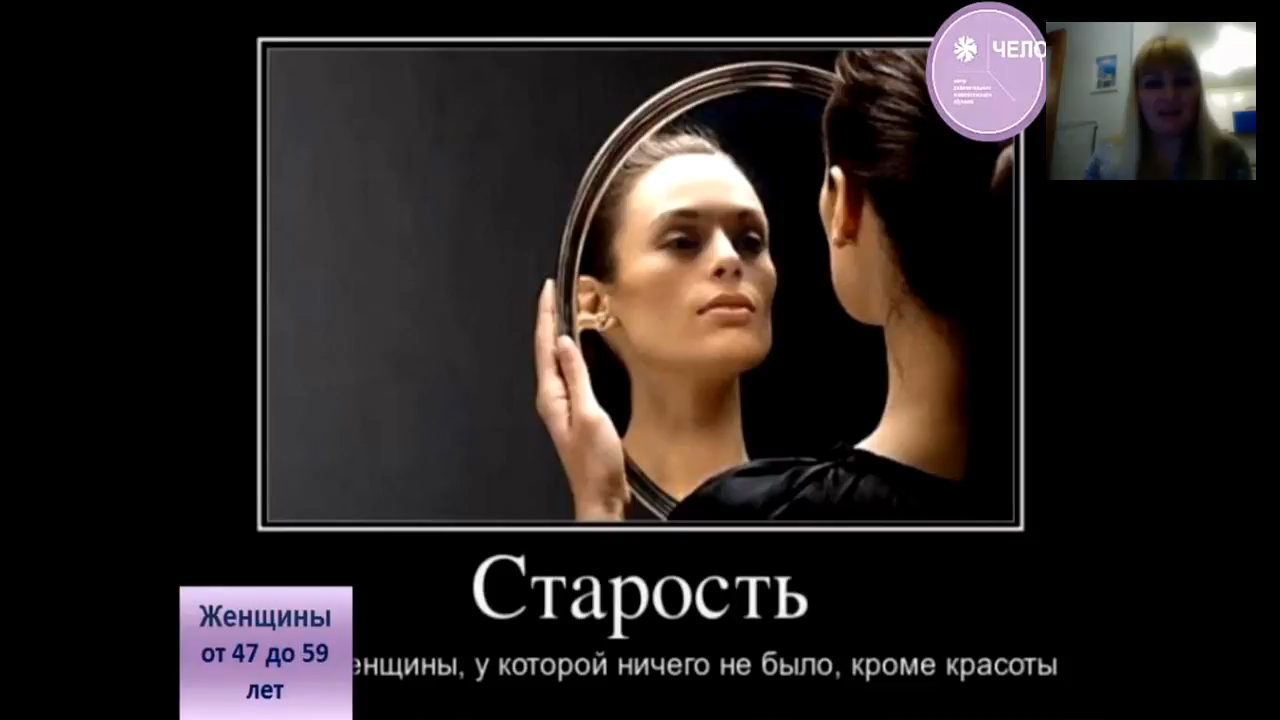 ЧЕЛО
Старость
енщины, у которой ничего не было, кроме красоты
Женщины
от 47 до 59
лет